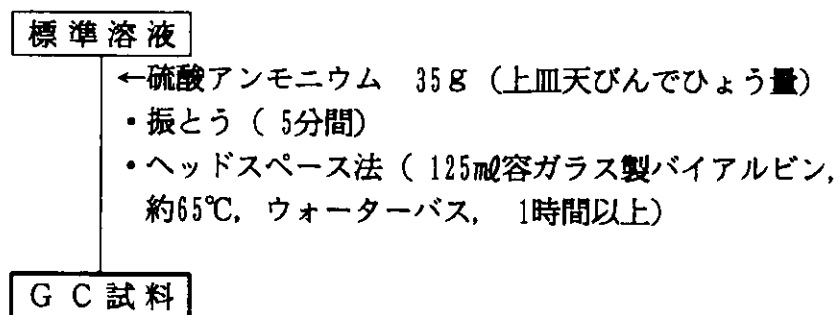 標準溶液
←硫酸アンモニウム 35g (上皿天びんでひょう量)
・振とう( 5分間)
・ヘッドスペース法( 125mℓ容ガラス製バイアルビン,
約65℃, ウォーターバス, 1時間以上)
GC試料